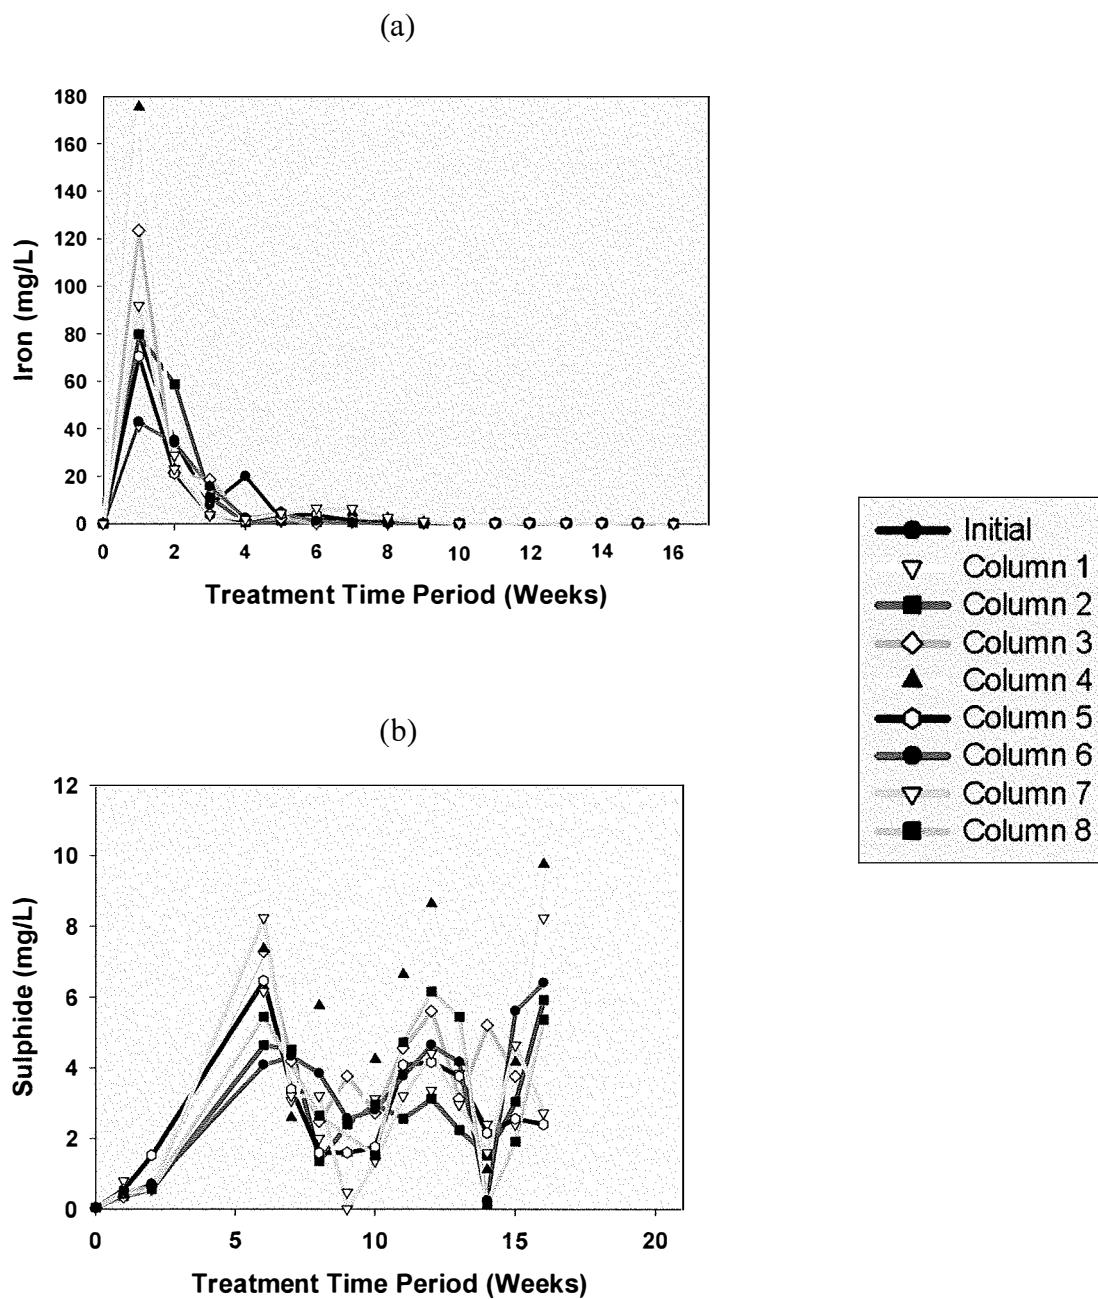 (a)
180
160
140
120
100
80
60
40
20
0
Iron (mg/L)
0 2 4 6 8 10 12 14 16
Treatment Time Period (Weeks)
Initial
Column 1
Column 2
Column 3
Column 4
Column 5
Column 6
Column 7
Column 8
(b)
12
10
8
6
4
2
0
Sulphide (mg/L)
0 5 10 15 20
Treatment Time Period (Weeks)